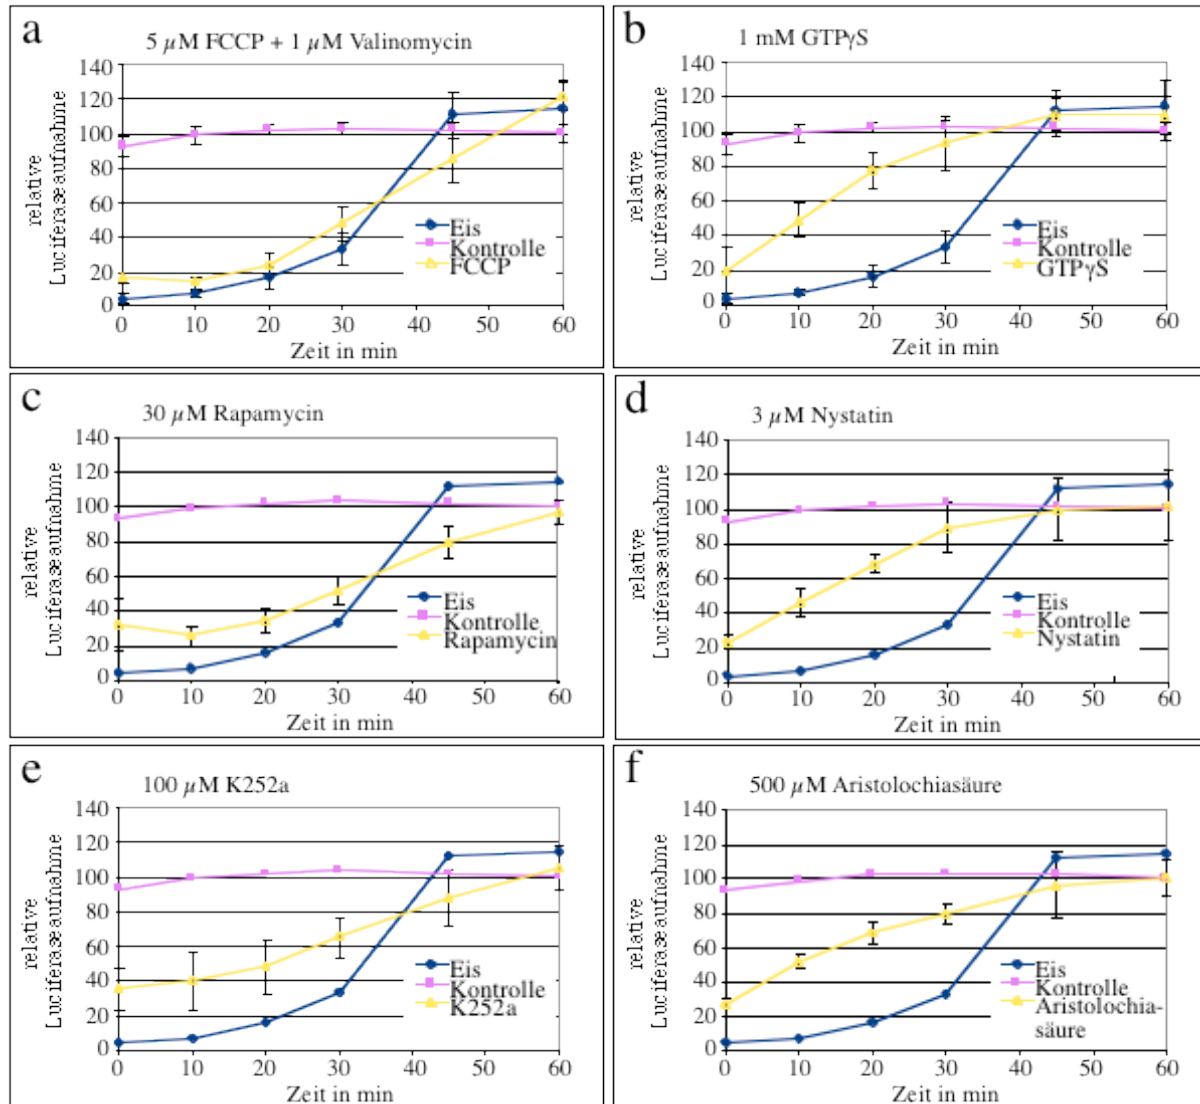 a
5 µM FCCP + 1 µM Valinomycin
relative
Luciferaseaufnahme
140
120
100
80
60
40
20
0
Eis
Kontrolle
FCCP
0 10 20 30 40 50 60
Zeit in min
b
1 mM GTPγS
relative
Luciferaseaufnahme
140
120
100
80
60
40
20
0
Eis
Kontrolle
GTPγS
0 10 20 30 40 50 60
Zeit in min
c
30 µM Rapamycin
relative
Luciferaseaufnahme
140
120
100
80
60
40
20
0
Eis
Kontrolle
Rapamycin
0 10 20 30 40 50 60
Zeit in min
d
3 µM Nystatin
relative
Luciferaseaufnahme
140
120
100
80
60
40
20
0
Eis
Kontrolle
Nystatin
0 10 20 30 40 50 60
Zeit in min
e
100 µM K252a
relative
Luciferaseaufnahme
140
120
100
80
60
40
20
0
Eis
Kontrolle
K252a
0 10 20 30 40 50 60
Zeit in min
f
500 µM Aristolochiasäure
relative
Luciferaseaufnahme
140
120
100
80
60
40
20
0
Eis
Kontrolle
Aristolochia-
säure
0 10 20 30 40 50 60
Zeit in min